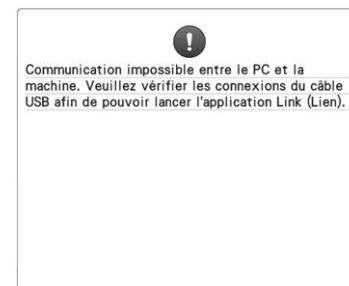 Communication impossible entre le PC et la
machine. Veuillez vérifier les connexions du câble
USB afin de pouvoir lancer l'application Link (Lien).